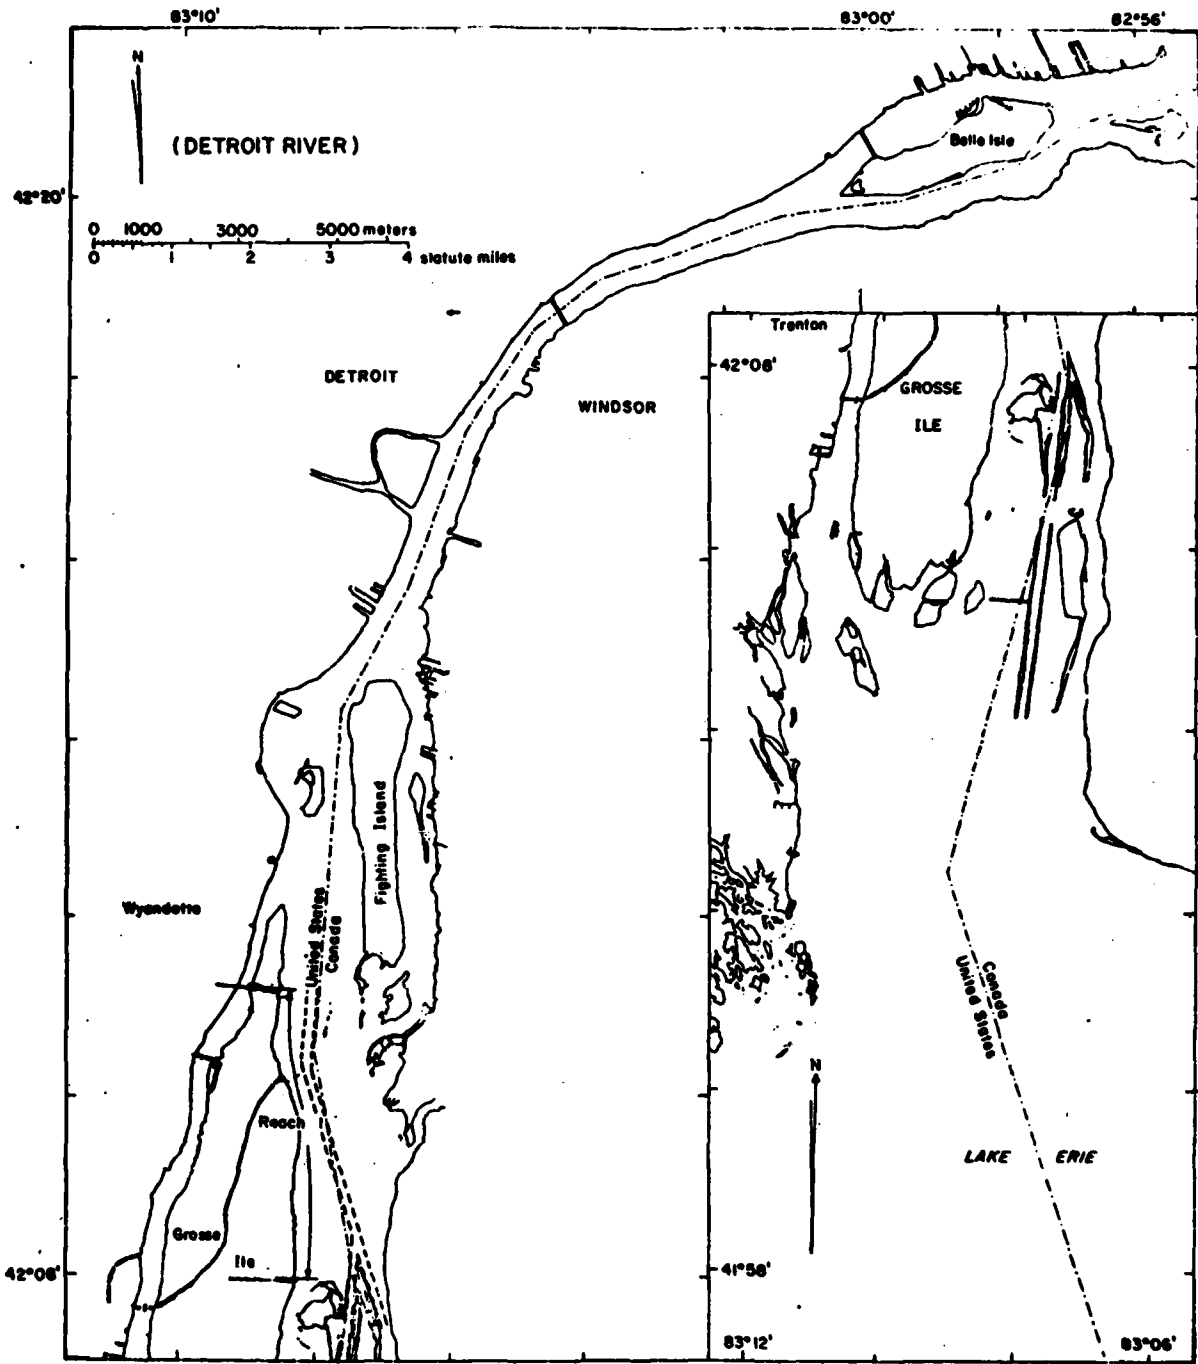 83°10'
83°00'
82°56'
N
(DETROIT RIVER)
Belle Isle
42°20'
0 1000 3000 5000 meters
0 1 2 3 4 statute miles
Trenton
42°08'
DETROIT
WINDSOR
GROSSE
ILE
Fighting Island
Wyandotte
United States
Canada
Canada
United States
N
Reach
LAKE ERIE
Grosse
Ile
42°08'
41°58'
83°12'
83°06'